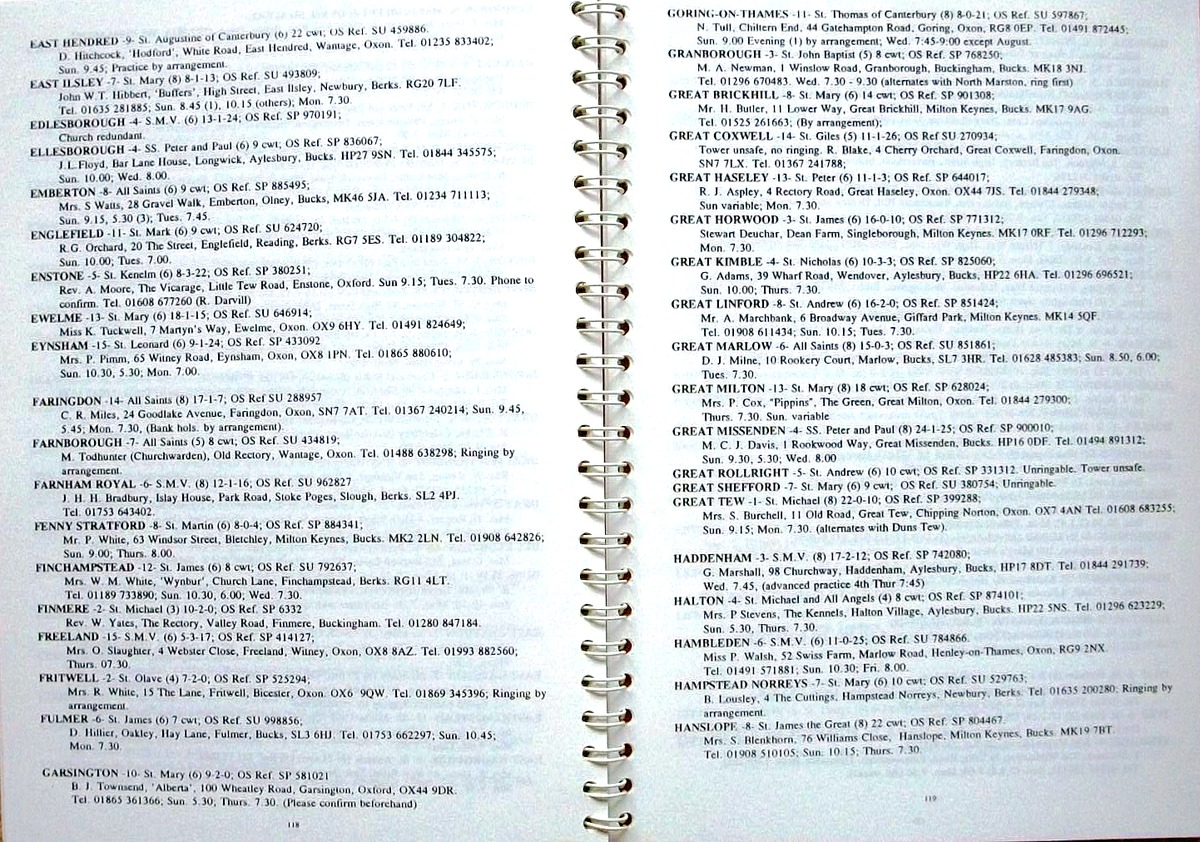 EAST HENDRED -9- St. Augustine of Canterbury (6) 22 cwt; OS Ref. SU 459886.
D. Hitchcock, 'Hodford', White Road, East Hendred, Wantage, Oxon. Tel. 01235 833402;
Sun. 9.45; Practice by arrangement.
EAST ILSLEY -7- St. Mary (8) 8-1-13; OS Ref. SU 493809;
John W.T. Hibbert, 'Buffers', High Street, East Ilsley, Newbury, Berks. RG20 7LF.
Tel. 01635 281885; Sun. 8.45 (1), 10.15 (others); Mon. 7.30.
EDLESBOROUGH -4- S.M.V. (6) 13-1-24; OS Ref. SP 970191;
Church redundant.
ELLESBOROUGH -4- SS. Peter and Paul (6) 9 cwt; OS Ref. SP 836067;
J.L. Floyd, Bar Lane House, Longwick, Aylesbury, Bucks. HP27 9SN. Tel. 01844 345575;
Sun. 10.00; Wed. 8.00.
EMBERTON -8- All Saints (6) 9 cwt; OS Ref. SP 885495;
Mrs. S Watts, 28 Gravel Walk, Emberton, Olney, Bucks, MK46 5JA. Tel. 01234 711113;
Sun. 9.15, 5.30 (3); Tues. 7.45.
ENGLEFIELD -11- St. Mark (6) 9 cwt; OS Ref. SU 624720;
R.G. Orchard, 20 The Street, Englefield, Reading, Berks. RG7 5ES. Tel. 01189 304822;
Sun. 10.00; Tues. 7.00.
ENSTONE -5- St. Kenelm (6) 8-3-22; OS Ref. SP 380251;
Rev. A. Moore, The Vicarage, Little Tew Road, Enstone, Oxford. Sun 9.15; Tues. 7.30. Phone to
confirm. Tel. 01608 677260 (R. Darvill)
EWELME -13- St. Mary (6) 18-1-15; OS Ref. SU 646914;
Miss K. Tuckwell, 7 Martyn's Way, Ewelme, Oxon. OX9 6HY. Tel. 01491 824649;
EYNSHAM -15- St. Leonard (6) 9-1-24; OS Ref. SP 433092
Mrs. P. Pimm, 65 Witney Road, Eynsham, Oxon, OX8 1PN. Tel. 01865 880610;
Sun. 10.30, 5.30; Mon. 7.00.
FARINGDON -14- All Saints (8) 17-1-7; OS Ref SU 288957
C. R. Miles, 24 Goodlake Avenue, Faringdon, Oxon, SN7 7AT. Tel. 01367 240214; Sun. 9.45,
5.45; Mon. 7.30, (Bank hols. by arrangement).
FARNBOROUGH -7- All Saints (5) 8 cwt; OS Ref. SU 434819;
M. Todhunter (Churchwarden), Old Rectory, Wantage, Oxon. Tel. 01488 638298; Ringing by
arrangement.
FARNHAM ROYAL -6- S.M.V. (8) 12-1-16; OS Ref. SU 962827
J. H. H. Bradbury, Islay House, Park Road, Stoke Poges, Slough, Berks. SL2 4PJ.
Tel. 01753 643402.
FENNY STRATFORD -8- St. Martin (6) 8-0-4; OS Ref. SP 884341;
Mr. P. White, 63 Windsor Street, Bletchley, Milton Keynes, Bucks. MK2 2LN. Tel. 01908 642826;
Sun. 9.00; Thurs. 8.00.
FINCHAMPSTEAD -12- St. James (6) 8 cwt; OS Ref. SU 792637;
Mrs. W. M. White, 'Wynbur', Church Lane, Finchampstead, Berks. RG11 4LT.
Tel. 01189 733890; Sun. 10.30, 6.00; Wed. 7.30.
FINMERE -2- St. Michael (3) 10-2-0; OS Ref. SP 6332
Rev. W. Yates, The Rectory, Valley Road, Finmere, Buckingham. Tel. 01280 847184.
FREELAND -15- S.M.V. (6) 5-3-17; OS Ref. SP 414127;
Mrs. O. Slaughter, 4 Webster Close, Freeland, Witney, Oxon, OX8 8AZ. Tel. 01993 882560;
Thurs. 07.30.
FRITWELL -2- St. Olave (4) 7-2-0; OS Ref. SP 525294;
Mrs. R. White, 15 The Lane, Fritwell, Bicester, Oxon. OX6 9QW. Tel. 01869 345396; Ringing by
arrangement.
FULMER -6- St. James (6) 7 cwt; OS Ref. SU 998856;
D. Hillier, Oakley, Hay Lane, Fulmer, Bucks, SL3 6HJ. Tel. 01753 662297; Sun. 10.45;
Mon. 7.30.
GARSINGTON -10- St. Mary (6) 9-2-0; OS Ref. SP 581021
B. J. Townsend, 'Alberta', 100 Wheatley Road, Garsington, Oxford, OX44 9DR.
Tel. 01865 361366; Sun. 5.30; Thurs. 7.30. (Please confirm beforehand)
118
GORING-ON-THAMES -11- St. Thomas of Canterbury (8) 8-0-21; OS Ref. SU 597867;
N. Tull, Chiltern End, 44 Gatehampton Road, Goring, Oxon, RG8 0EP. Tel. 01491 872445;
Sun. 9.00 Evening (1) by arrangement; Wed. 7:45-9:00 except August.
GRANBOROUGH -3- St. John Baptist (5) 8 cwt; OS Ref. SP 768250;
M. A. Newman, 1 Winslow Road, Granborough, Buckingham, Bucks. MK18 3NJ.
Tel. 01296 670483. Wed. 7.30 - 9.30 (alternates with North Marston, ring first)
GREAT BRICKHILL -8- St. Mary (6) 14 cwt; OS Ref. SP 901308;
Mr. H. Butler, 11 Lower Way, Great Brickhill, Milton Keynes, Bucks. MK17 9AG.
Tel. 01525 261663; (By arrangement);
GREAT COXWELL -14- St. Giles (5) 11-1-26; OS Ref SU 270934;
Tower unsafe, no ringing. R. Blake, 4 Cherry Orchard, Great Coxwell, Faringdon, Oxon.
SN7 7LX. Tel. 01367 241788;
GREAT HASELEY -13- St. Peter (6) 11-1-3; OS Ref. SP 644017;
R. J. Aspley, 4 Rectory Road, Great Haseley, Oxon. OX44 7JS. Tel. 01844 279348;
Sun variable; Mon. 7.30.
GREAT HORWOOD -3- St. James (6) 16-0-10; OS Ref. SP 771312;
Stewart Deuchar, Dean Farm, Singleborough, Milton Keynes. MK17 0RF. Tel. 01296 712293;
Mon. 7.30.
GREAT KIMBLE -4- St. Nicholas (6) 10-3-3; OS Ref. SP 825060;
G. Adams, 39 Wharf Road, Wendover, Aylesbury, Bucks, HP22 6HA. Tel. 01296 696521;
Sun. 10.00; Thurs. 7.30.
GREAT LINFORD -8- St. Andrew (6) 16-2-0; OS Ref. SP 851424;
Mr. A. Marchbank, 6 Broadway Avenue, Giffard Park, Milton Keynes. MK14 5QF.
Tel. 01908 611434; Sun. 10.15; Tues. 7.30.
GREAT MARLOW -6- All Saints (8) 15-0-3; OS Ref. SU 851861;
D. J. Milne, 10 Rookery Court, Marlow, Bucks, SL7 3HR. Tel. 01628 485383; Sun. 8.50, 6.00;
Tues. 7.30.
GREAT MILTON -13- St. Mary (8) 18 cwt; OS Ref. SP 628024;
Mrs. P. Cox, "Pippins", The Green, Great Milton, Oxon. Tel. 01844 279300;
Thurs. 7.30. Sun. variable
GREAT MISSENDEN -4- SS. Peter and Paul (8) 24-1-25; OS Ref. SP 900010;
M. C. J. Davis, 1 Rookwood Way, Great Missenden, Bucks. HP16 0DF. Tel. 01494 891312;
Sun. 9.30, 5.30; Wed. 8.00
GREAT ROLLRIGHT -5- St. Andrew (6) 10 cwt; OS Ref. SP 331312. Unringable. Tower unsafe.
GREAT SHEFFORD -7- St. Mary (6) 9 cwt; OS Ref. SU 380754; Unringable.
GREAT TEW -1- St. Michael (8) 22-0-10; OS Ref. SP 399288;
Mrs. S. Burchell, 11 Old Road, Great Tew, Chipping Norton, Oxon. OX7 4AN Tel. 01608 683255;
Sun. 9.15; Mon. 7.30. (alternates with Duns Tew).
HADDENHAM -3- S.M.V. (8) 17-2-12; OS Ref. SP 742080;
G. Marshall, 98 Churchway, Haddenham, Aylesbury, Bucks, HP17 8DT. Tel. 01844 291739;
Wed. 7.45, (advanced practice 4th Thur 7:45)
HALTON -4- St. Michael and All Angels (4) 8 cwt; OS Ref. SP 874101;
Mrs. P Stevens, The Kennels, Halton Village, Aylesbury, Bucks. HP22 5NS. Tel. 01296 623229;
Sun. 5.30, Thurs. 7.30.
HAMBLEDEN -6- S.M.V. (6) 11-0-25; OS Ref. SU 784866.
Miss P. Walsh, 52 Swiss Farm, Marlow Road, Henley-on-Thames, Oxon, RG9 2NX.
Tel. 01491 571881; Sun. 10.30; Fri. 8.00.
HAMPSTEAD NORREYS -7- St. Mary (6) 10 cwt; OS Ref. SU 529763;
B. Lousley, 4 The Cuttings, Hampstead Norreys, Newbury, Berks. Tel. 01635 200280; Ringing by
arrangement.
HANSLOPE -8- St. James the Great (8) 22 cwt; OS Ref. SP 804467.
Mrs. S. Blenkhorn, 76 Williams Close, Hanslope, Milton Keynes, Bucks. MK19 7BT.
Tel. 01908 510105; Sun. 10.15; Thurs. 7.30.
119